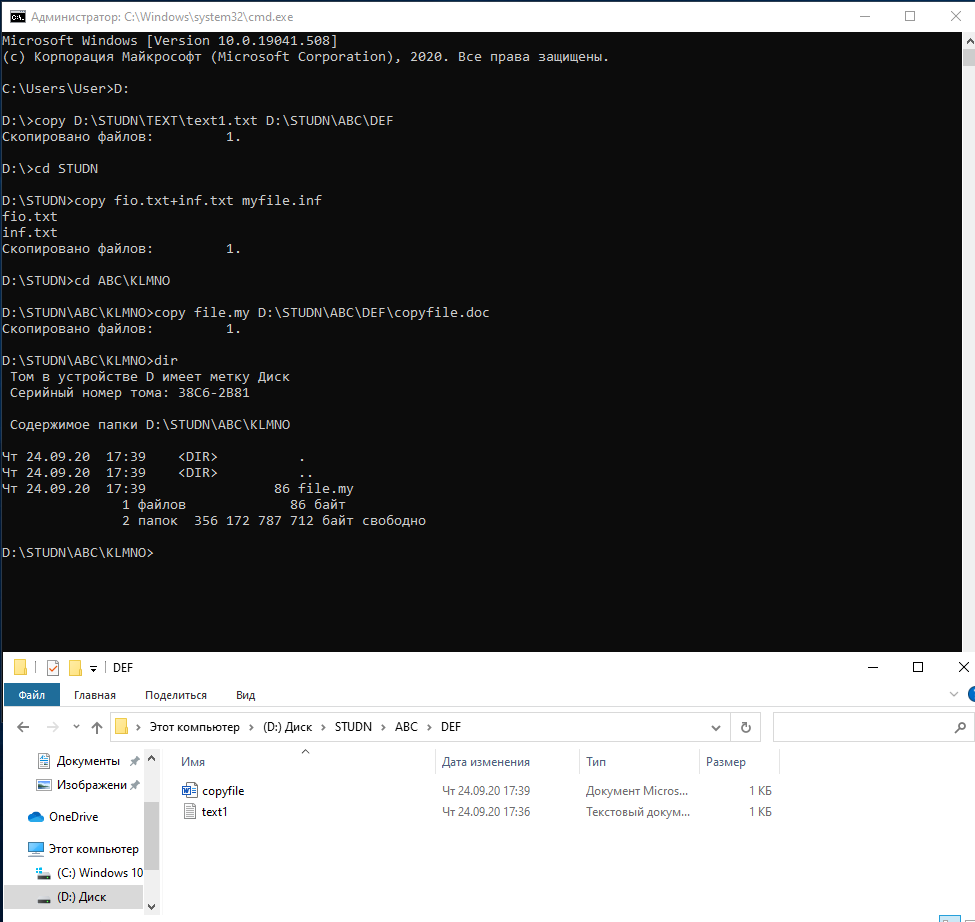 Администратор: C:\Windows\system32\cmd.exe
Microsoft Windows [Version 10.0.19041.508]
(c) Корпорация Майкрософт (Microsoft Corporation), 2020. Все права защищены.
C:\Users\User>D:
D:\>copy D:\STUDN\TEXT\text1.txt D:\STUDN\ABC\DEF
Скопировано файлов:         1.
D:\>cd STUDN
D:\STUDN>copy fio.txt+inf.txt myfile.inf
fio.txt
inf.txt
Скопировано файлов:         1.
D:\STUDN>cd ABC\KLMNO
D:\STUDN\ABC\KLMNO>copy file.my D:\STUDN\ABC\DEF\copyfile.doc
Скопировано файлов:         1.
D:\STUDN\ABC\KLMNO>dir
Том в устройстве D имеет метку Диск
Серийный номер тома: 38C6-2B81
Содержимое папки D:\STUDN\ABC\KLMNO
Чт 24.09.20  17:39    <DIR>          .
Чт 24.09.20  17:39    <DIR>          ..
Чт 24.09.20  17:39                86 file.my
1 файлов             86 байт
2 папок  356 172 787 712 байт свободно
D:\STUDN\ABC\KLMNO>
DEF
Файл Главная Поделиться Вид
Этот компьютер > (D:) Диск > STUDN > ABC > DEF
Документы
Изображени
OneDrive
Этот компьютер
(C:) Windows 10
(D:) Диск
Имя Дата изменения Тип Размер
copyfile Чт 24.09.20 17:39 Документ Micros... 1 КБ
text1 Чт 24.09.20 17:36 Текстовый докум... 1 КБ